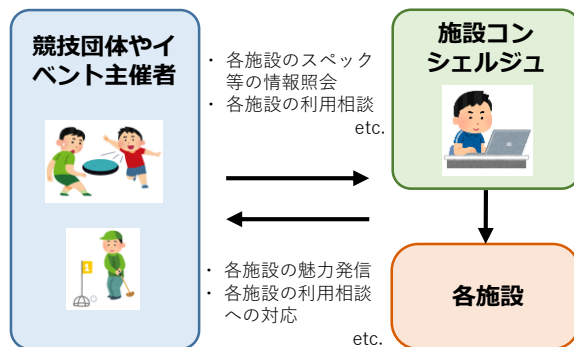 競技団体やイ
ベント主催者
・ 各施設のスペック
等の情報照会
・ 各施設の利用相談
etc.
施設コン
シェルジュ
1
・ 各施設の魅力発信
・ 各施設の利用相談
への対応
etc.
各施設